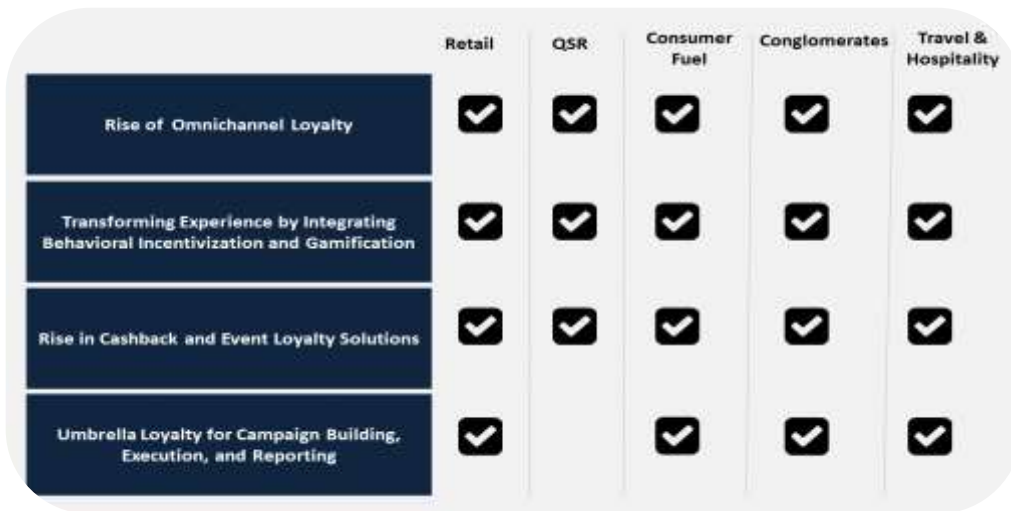 Retail QSR Consumer Conglomerates Travel &
Fuel Hospitality
Rise of Omnichannel Loyalty
Transforming Experience by Integrating
Behavioral Incentivization and Gamification
Rise in Cashback and Event Loyalty Solutions
Umbrella Loyalty for Campaign Building,
Execution, and Reporting